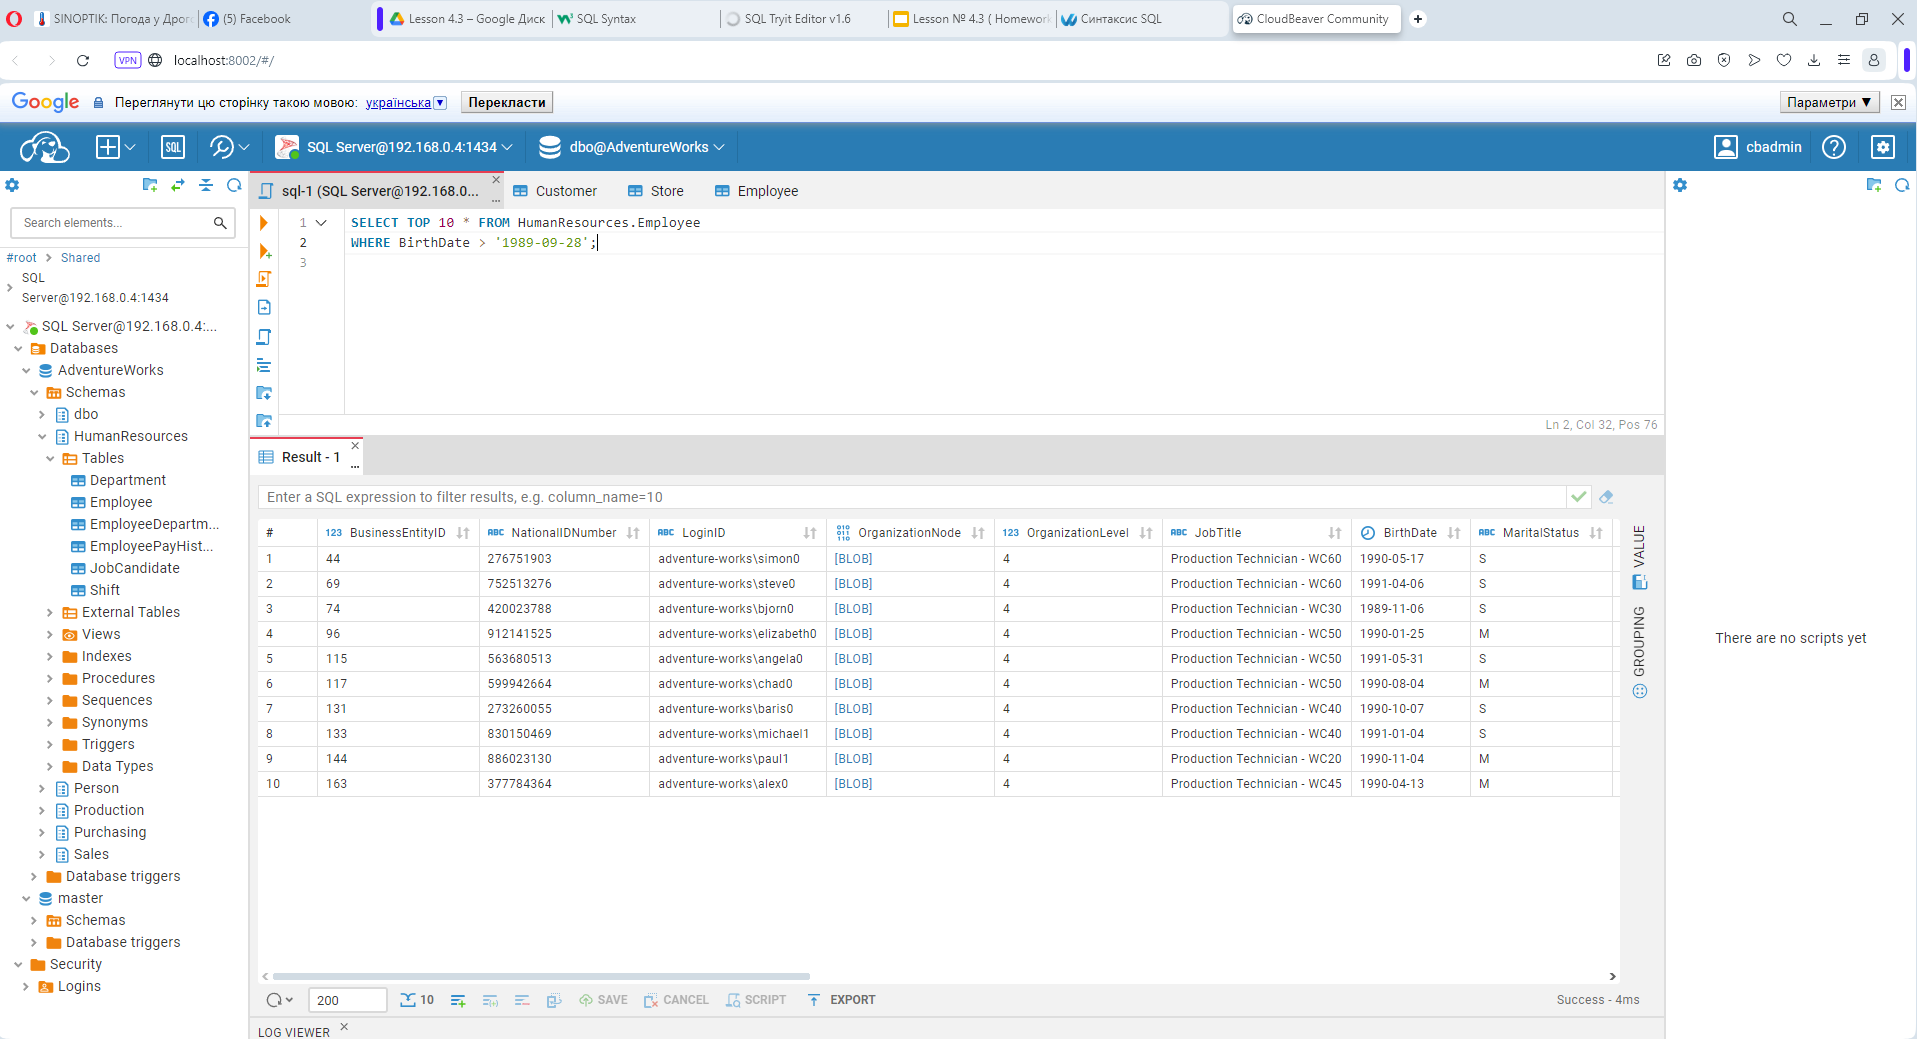 SINOPTIK: Погода у Дрог
(5) Facebook
Lesson 4.3 – Google Диск
SQL Syntax
SQL Tryit Editor v1.6
Lesson № 4.3 ( Homework
Синтаксис SQL
CloudBeaver Community
VPN
localhost:8002/#/
Google
Переглянути цю сторінку такою мовою:
українська
Перекласти
Параметри ▼
SQL
SQL Server@192.168.0.4:1434
dbo@AdventureWorks
cbadmin
sql-1 (SQL Server@192.168.0...
Customer
Store
Employee
Search elements...
#root > Shared
SQL
Server@192.168.0.4:1434
SQL Server@192.168.0.4:...
Databases
AdventureWorks
Schemas
dbo
HumanResources
Tables
Department
Employee
EmployeeDepartm...
EmployeePayHist...
JobCandidate
Shift
External Tables
Views
Indexes
Procedures
Sequences
Synonyms
Triggers
Data Types
Person
Production
Purchasing
Sales
Database triggers
master
Schemas
Database triggers
Security
Logins
1 SELECT TOP 10 * FROM HumanResources.Employee
2 WHERE BirthDate > '1989-09-28';
3
Ln 2, Col 32, Pos 76
Result - 1
Enter a SQL expression to filter results, e.g. column_name=10
# 123 BusinessEntityID ABC NationalIDNumber ABC LoginID OrganizationNode 123 OrganizationLevel ABC JobTitle BirthDate ABC MaritalStatus
1 44 276751903 adventure-works\simon0 [BLOB] 4 Production Technician - WC60 1990-05-17 S
2 69 752513276 adventure-works\steve0 [BLOB] 4 Production Technician - WC60 1991-04-06 S
3 74 420023788 adventure-works\bjorn0 [BLOB] 4 Production Technician - WC30 1989-11-06 S
4 96 912141525 adventure-works\elizabeth0 [BLOB] 4 Production Technician - WC50 1990-01-25 M
5 115 563680513 adventure-works\angela0 [BLOB] 4 Production Technician - WC50 1991-05-31 S
6 117 599942664 adventure-works\chad0 [BLOB] 4 Production Technician - WC50 1990-08-04 M
7 131 273260055 adventure-works\baris0 [BLOB] 4 Production Technician - WC40 1990-10-07 S
8 133 830150469 adventure-works\michael1 [BLOB] 4 Production Technician - WC40 1991-01-04 S
9 144 886023130 adventure-works\paul1 [BLOB] 4 Production Technician - WC20 1990-11-04 M
10 163 377784364 adventure-works\alex0 [BLOB] 4 Production Technician - WC45 1990-04-13 M
VALUE
GROUPING
There are no scripts yet
200
10
SAVE
CANCEL
SCRIPT
EXPORT
Success - 4ms
LOG VIEWER